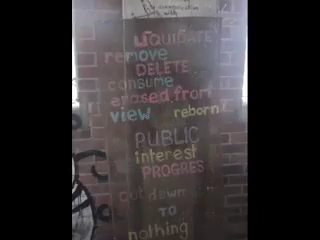 LIQUIDATE
remove
DELETE
consume
erased from
view reborn
PUBLIC
interest
PROGRES
cut down
TO
nothing